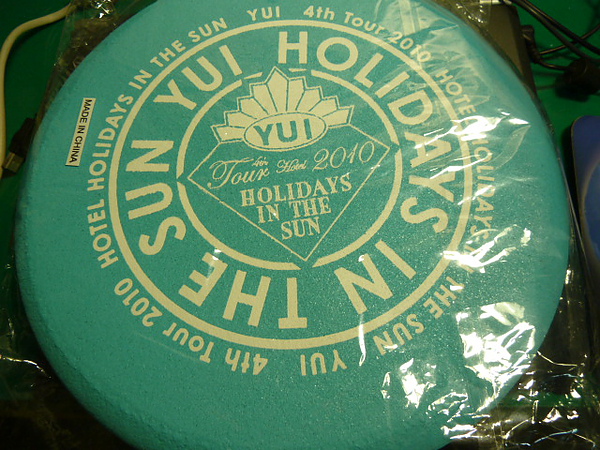 HOTEL HOLIDAYS IN THE SUN YUI 4th Tour 2010 HOTEL HOLIDAYS IN THE SUN YUI 4th Tour 2010
YUI HOLIDAYS IN THE SUN
YUI
4th Tour Hotel 2010
HOLIDAYS
IN THE
SUN
MADE IN CHINA